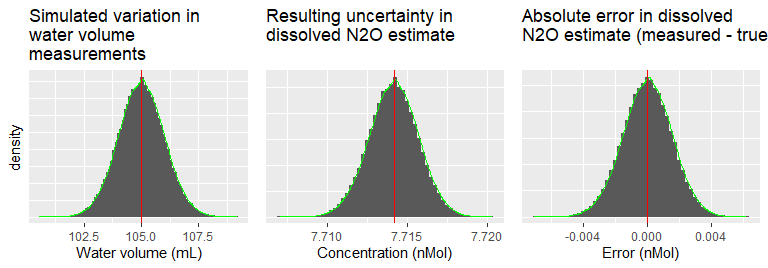 Simulated variation in
water volume
measurements
Resulting uncertainty in
dissolved N2O estimate
Absolute error in dissolved
N2O estimate (measured - true
density
102.5 105.0 107.5
Water volume (mL)
7.710 7.715 7.720
Concentration (nMol)
-0.004 0.000 0.004
Error (nMol)